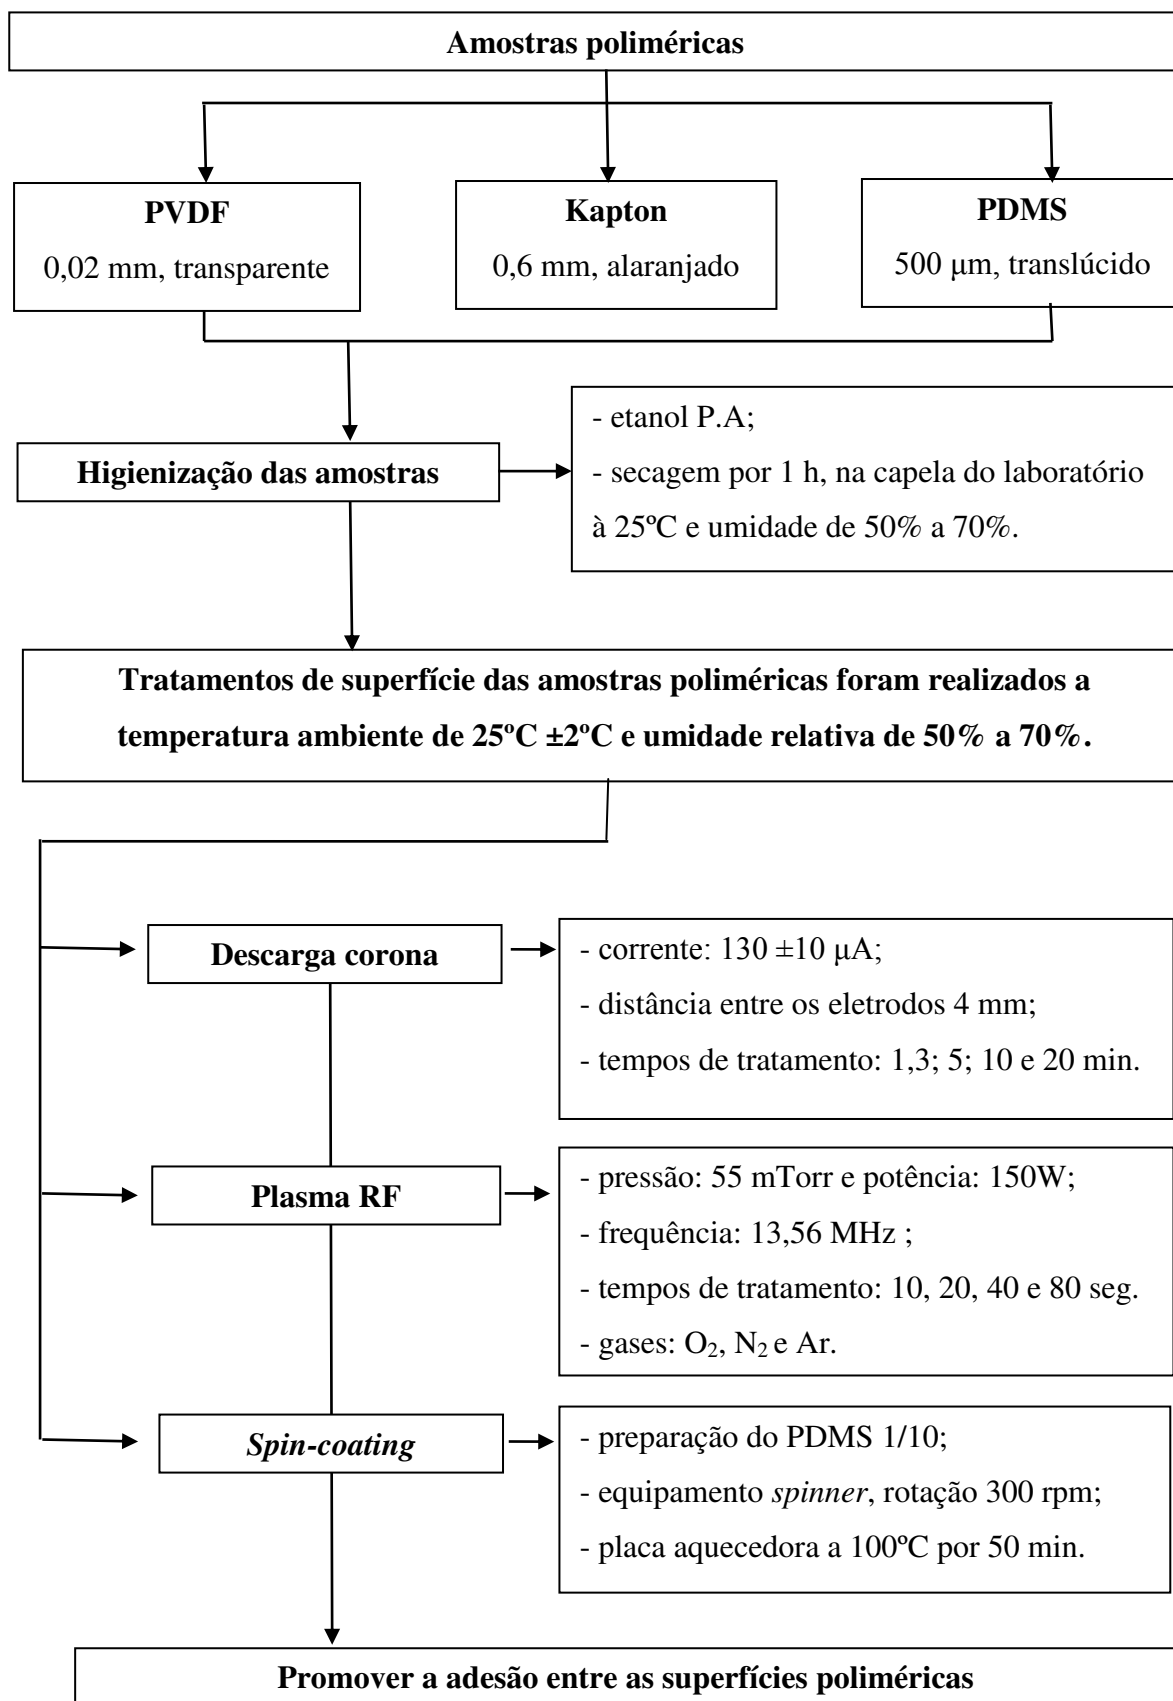 Amostras poliméricas
PVDF
0,02 mm, transparente
Kapton
0,6 mm, alaranjado
PDMS
500 μm, translúcido
Higienização das amostras
- etanol P.A;
- secagem por 1 h, na capela do laboratório
à 25ºC e umidade de 50% a 70%.
Tratamentos de superfície das amostras poliméricas foram realizados a
temperatura ambiente de 25ºC ±2ºC e umidade relativa de 50% a 70%.
Descarga corona
- corrente: 130 ±10 μA;
- distância entre os eletrodos 4 mm;
- tempos de tratamento: 1,3; 5; 10 e 20 min.
Plasma RF
- pressão: 55 mTorr e potência: 150W;
- frequência: 13,56 MHz ;
- tempos de tratamento: 10, 20, 40 e 80 seg.
- gases: O₂, N₂ e Ar.
Spin-coating
- preparação do PDMS 1/10;
- equipamento spinner, rotação 300 rpm;
- placa aquecedora a 100ºC por 50 min.
Promover a adesão entre as superfícies poliméricas